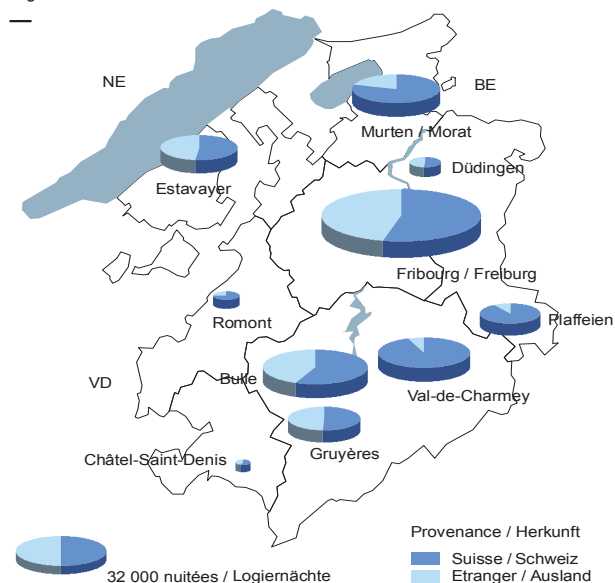 NE
BE
Murten / Morat
Düdingen
Estavayer
Fribourg / Freiburg
Romont
Plaffeien
VD
Bulle
Val-de-Charmey
Gruyères
Châtel-Saint-Denis
Provenance / Herkunft
Suisse / Schweiz
32 000 nuitées / Logiernächte
Etranger / Ausland